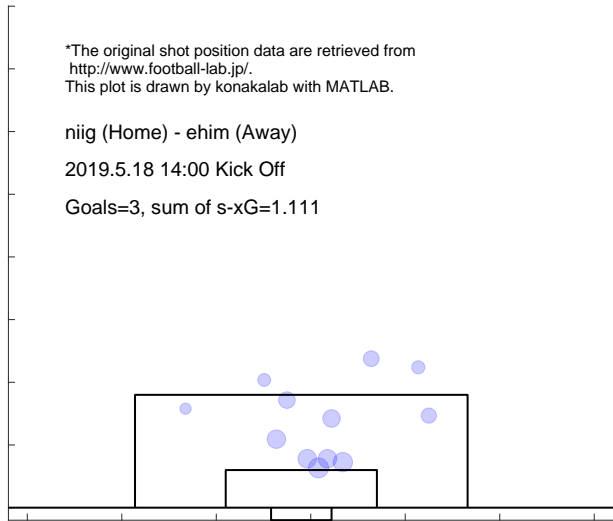 *The original shot position data are retrieved from
http://www.football-lab.jp/.
This plot is drawn by konakalab with MATLAB.
niig (Home) - ehim (Away)
2019.5.18 14:00 Kick Off
Goals=3, sum of s-xG=1.111